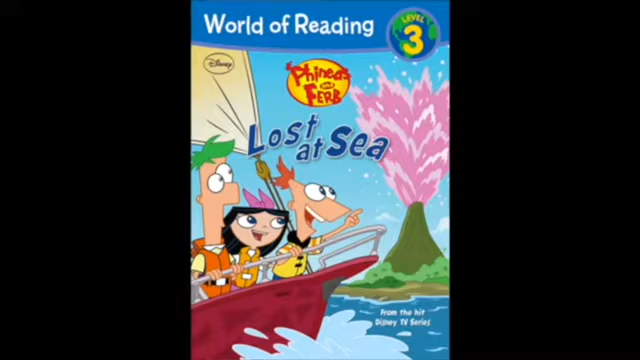 World of Reading
LEVEL
3
Disney
Phineas
and
Ferb
Lost
at Sea
From the hit
Disney TV Series